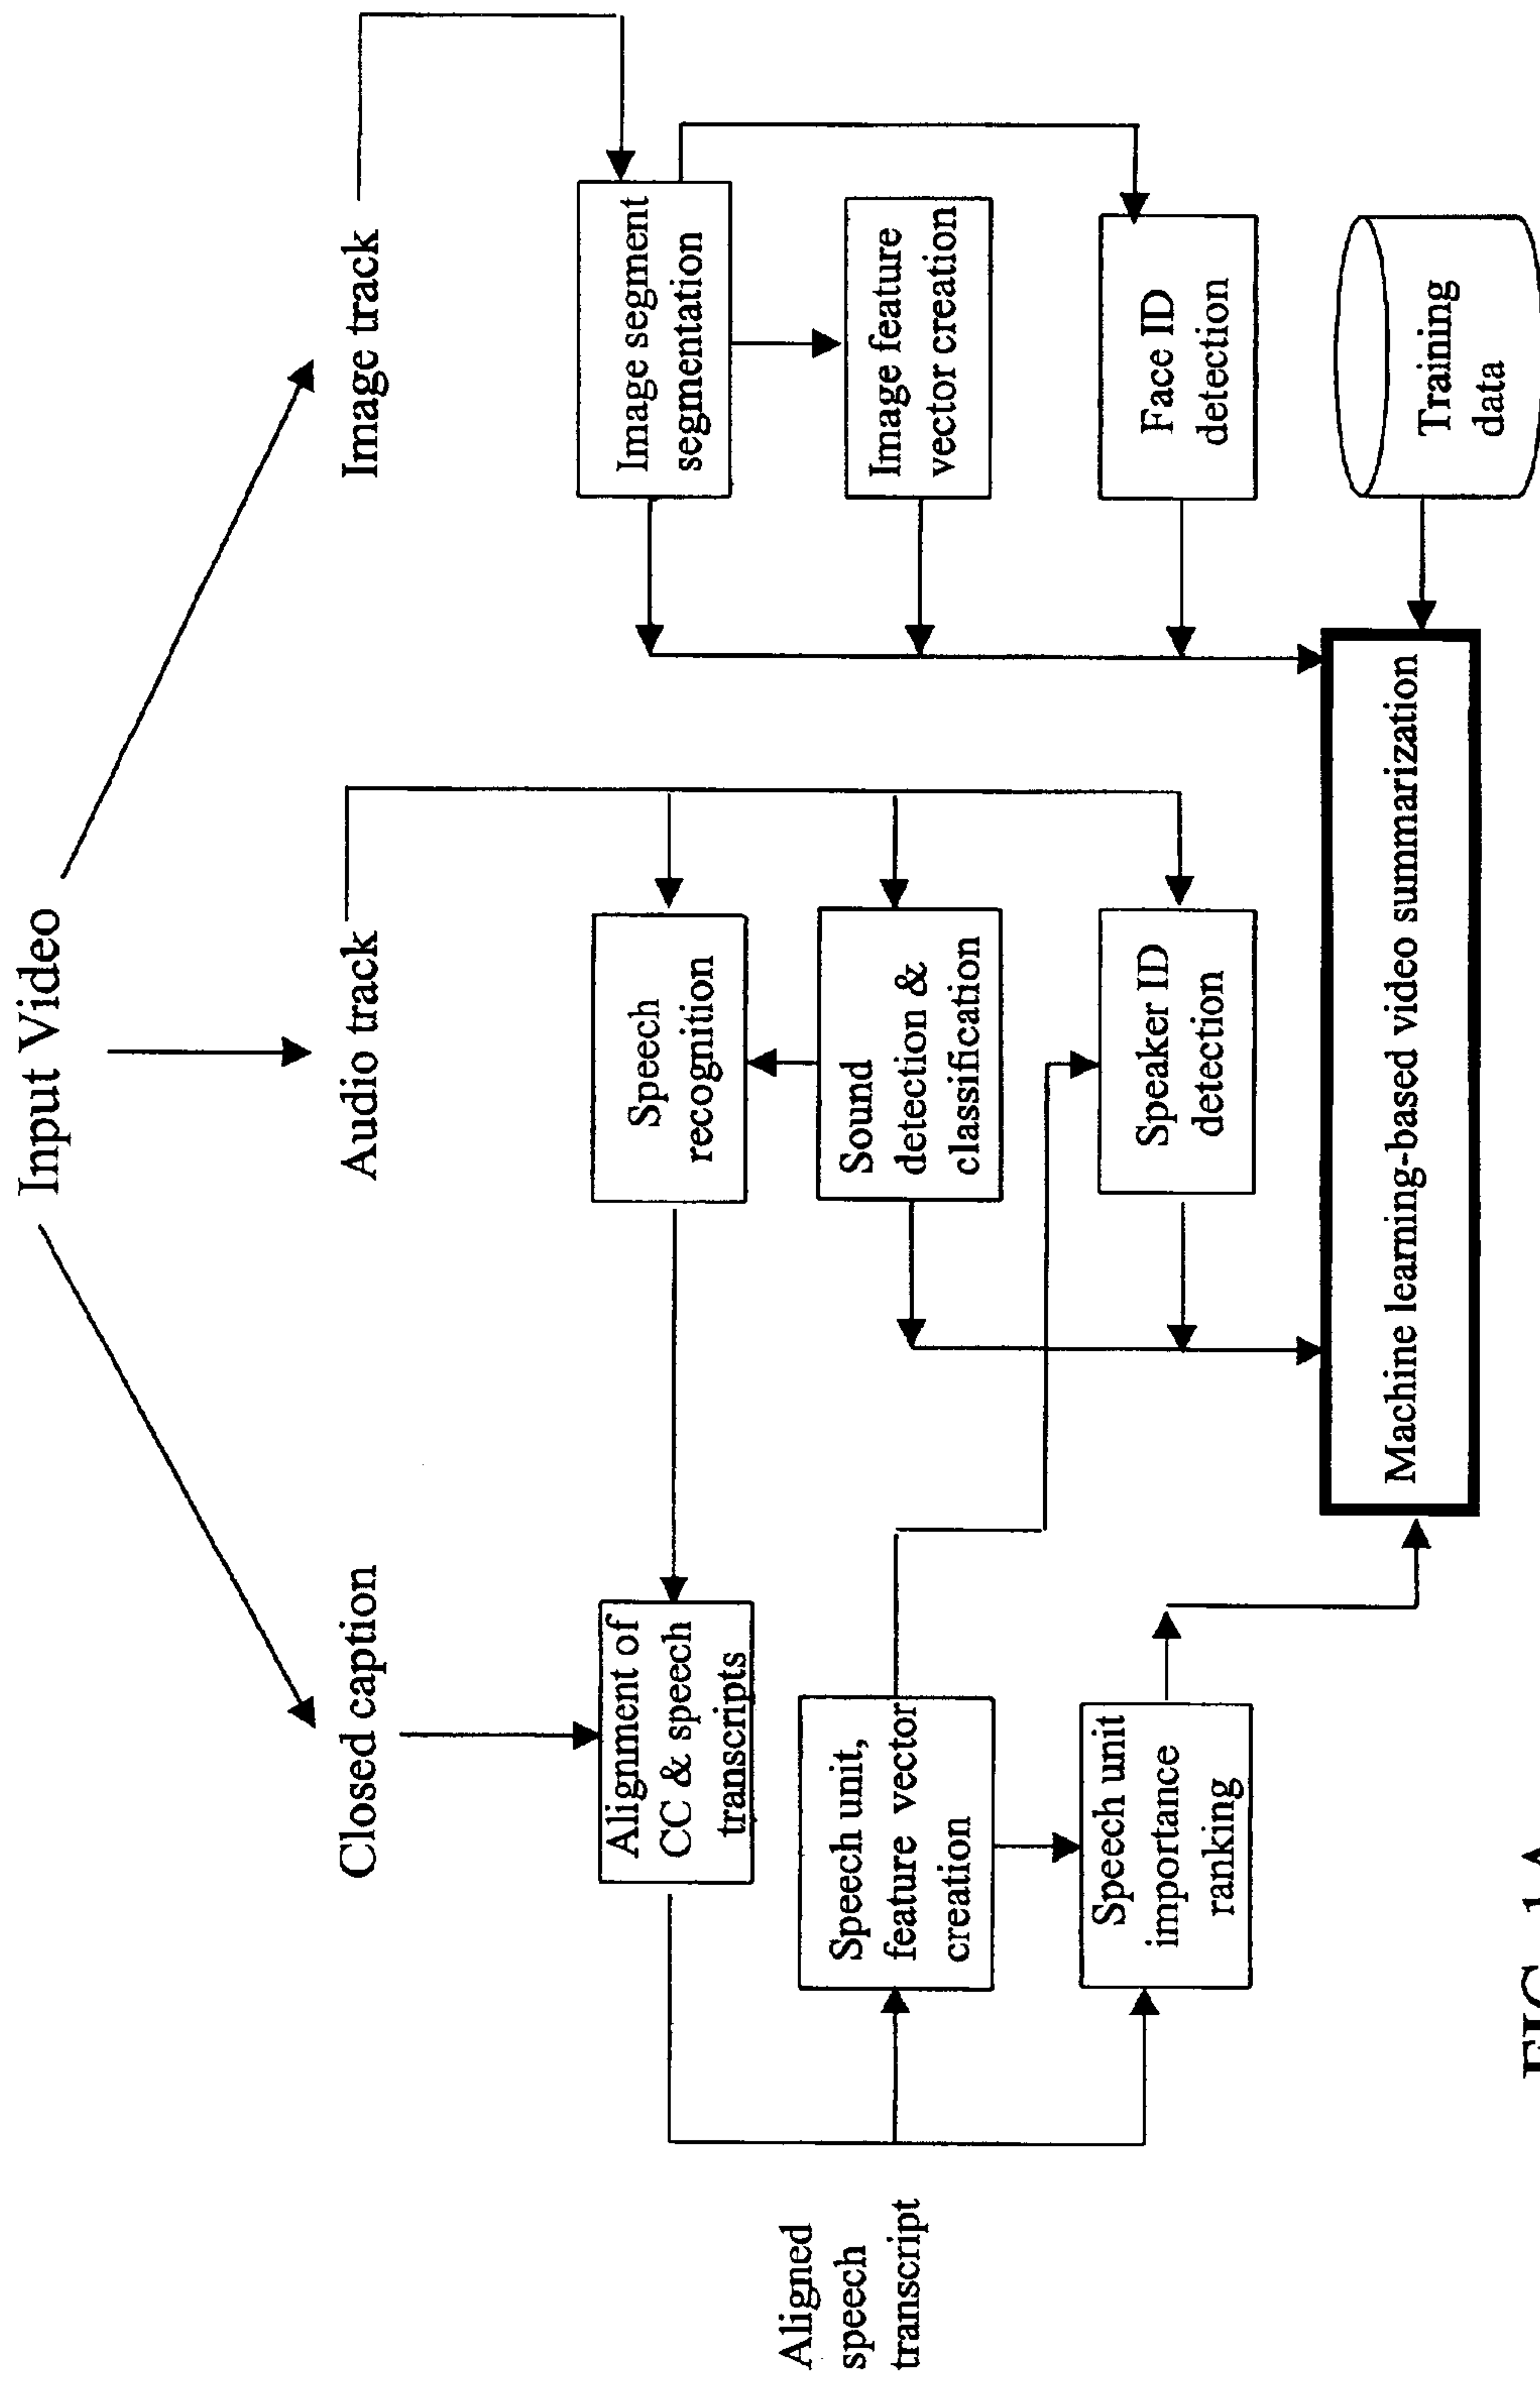 Input Video
Closed caption
Audio track
Image track
Alignment of
CC & speech
transcripts
Speech
recognition
Image segment
segmentation
Aligned
speech
transcript
Speech unit,
feature vector
creation
Sound
detection &
classification
Image feature
vector creation
Speech unit
importance
ranking
Speaker ID
detection
Face ID
detection
Machine learning-based video summarization
Training
data